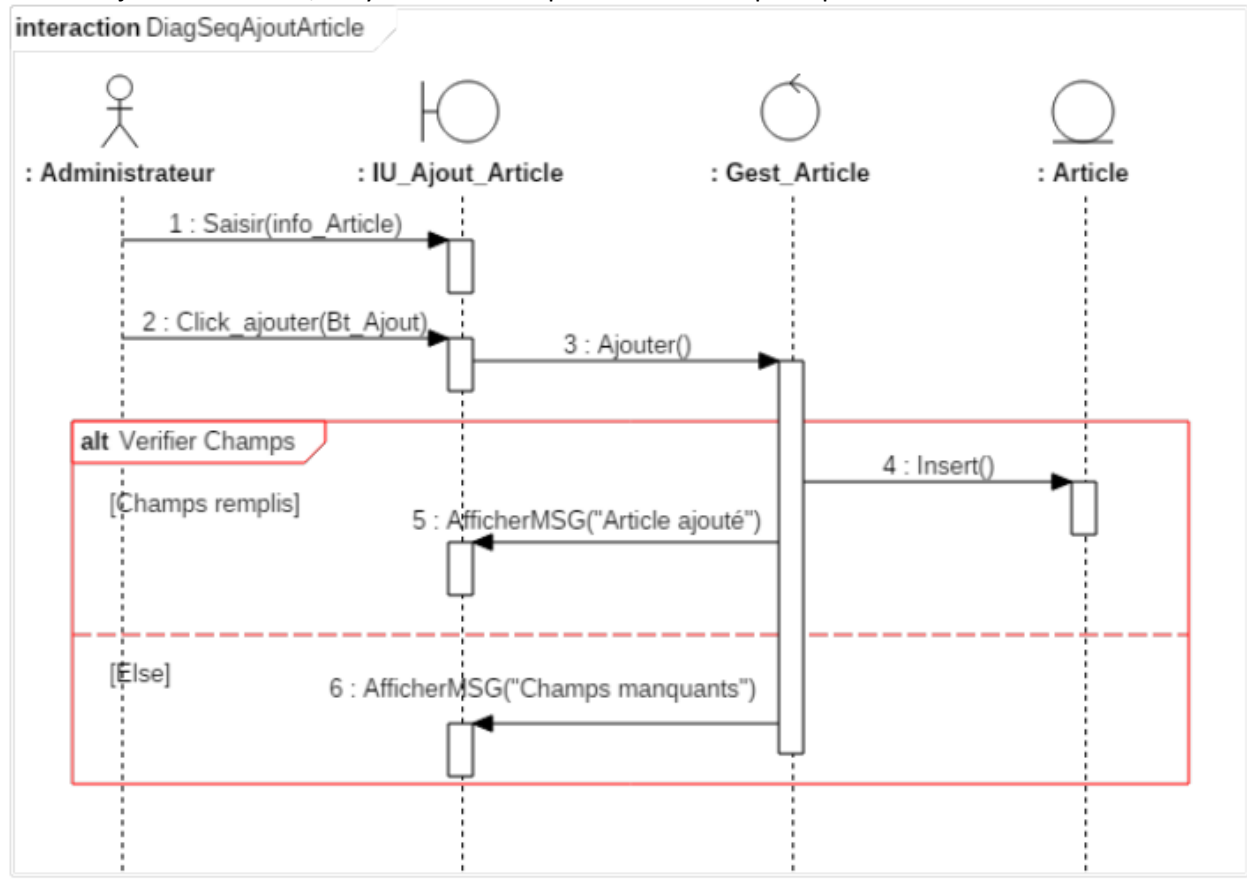 interaction DiagSeqAjoutArticle
: Administrateur
: IU_Ajout_Article
: Gest_Article
: Article
1 : Saisir(info_Article)
2 : Click_ajouter(Bt_Ajout)
3 : Ajouter()
alt Verifier Champs
4 : Insert()
[Champs remplis]
5 : AfficherMSG("Article ajouté")
[Else]
6 : AfficherMSG("Champs manquants")